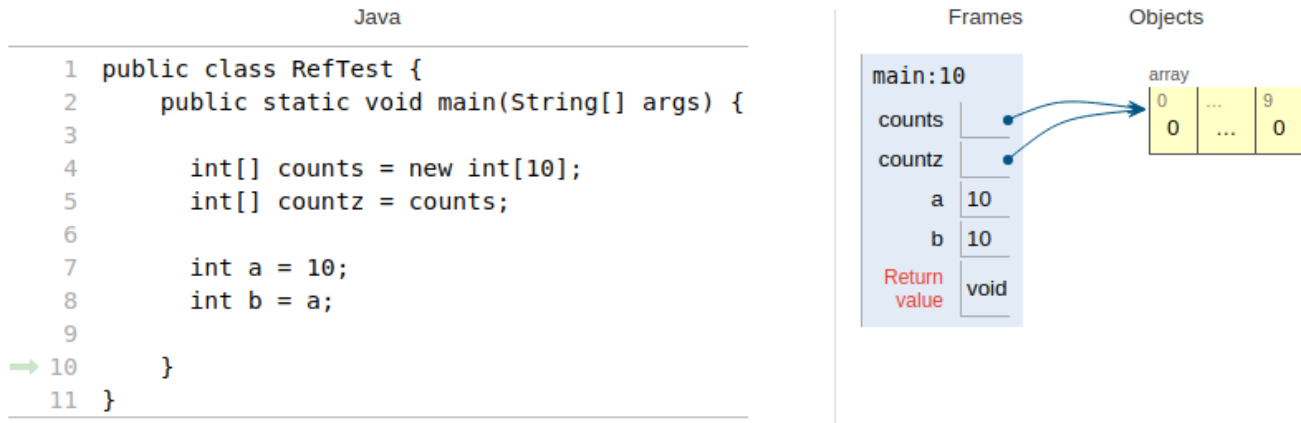 Java
1 public class RefTest {
2     public static void main(String[] args) {
3
4       int[] counts = new int[10];
5       int[] countz = counts;
6
7       int a = 10;
8       int b = a;
9
10     }
11 }
Frames Objects
main:10
counts
countz
a 10
b 10
Return value void
array
0 ... 9
0 ... 0